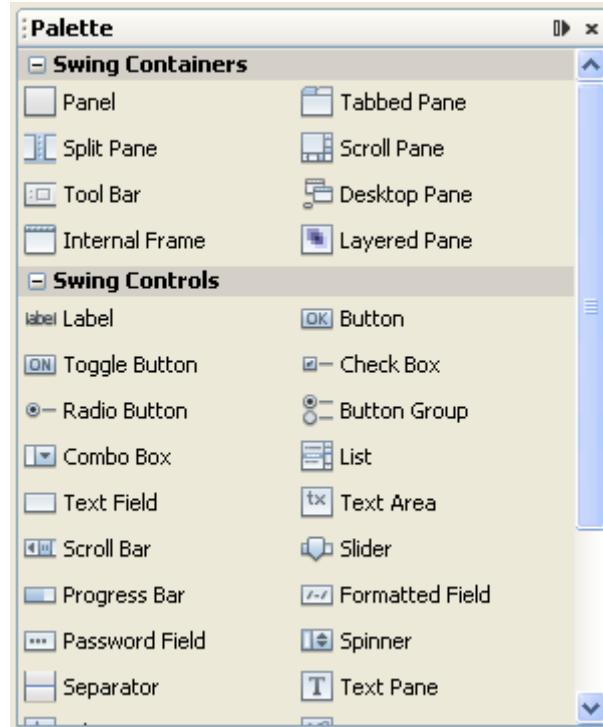 Palette
Swing Containers
Panel Tabbed Pane
Split Pane Scroll Pane
Tool Bar Desktop Pane
Internal Frame Layered Pane
Swing Controls
label Label OK Button
ON Toggle Button Check Box
Radio Button Button Group
Combo Box List
Text Field tx Text Area
Scroll Bar Slider
Progress Bar Formatted Field
Password Field Spinner
Separator T Text Pane